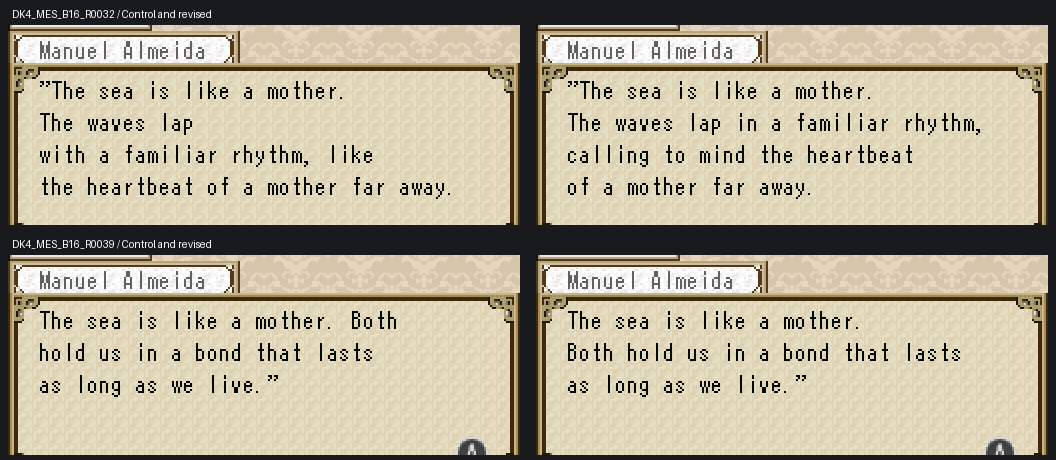 DK4_MES_B16_R0032 / Control and revised
Manuel Almeida
”The sea is like a mother.
The waves lap
with a familiar rhythm, like
the heartbeat of a mother far away.
Manuel Almeida
”The sea is like a mother.
The waves lap in a familiar rhythm,
calling to mind the heartbeat
of a mother far away.
DK4_MES_B16_R0039 / Control and revised
Manuel Almeida
The sea is like a mother. Both
hold us in a bond that lasts
as long as we live.”
A
Manuel Almeida
The sea is like a mother.
Both hold us in a bond that lasts
as long as we live.”
A